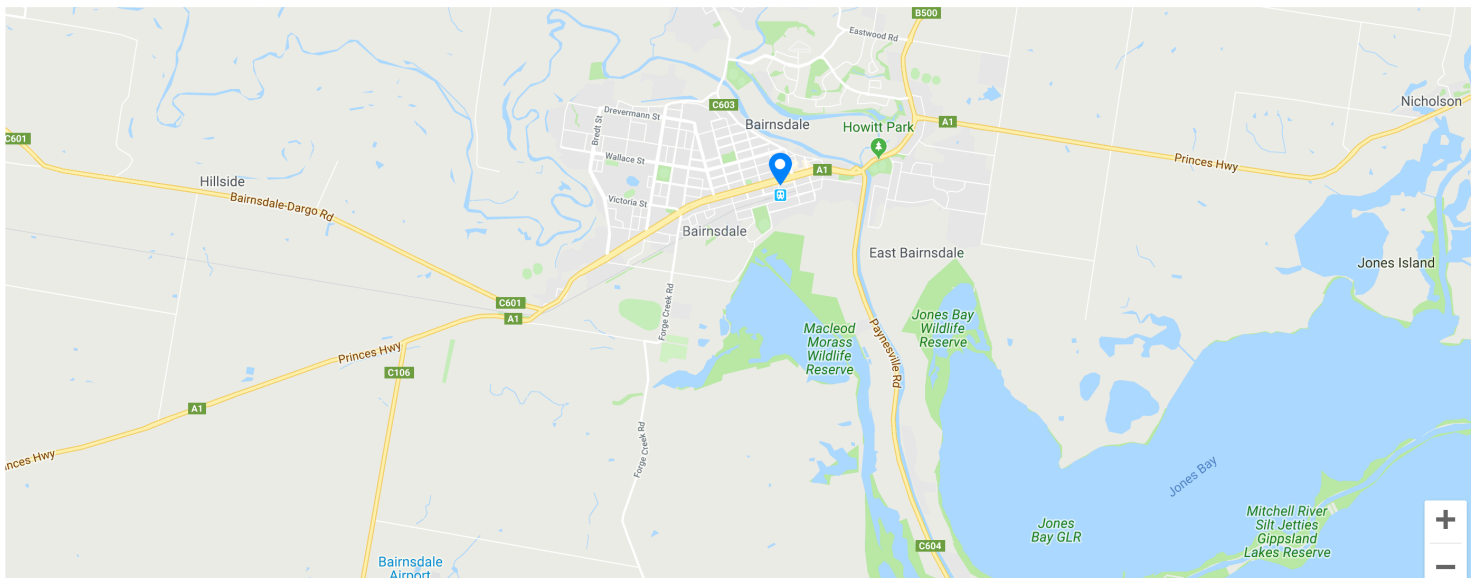 B500
Eastwood Rd
Nicholson
C603
Drevermann St
Bredt St
Bairnsdale
Howitt Park
A1
C601
Princes Hwy
Wallace St
A1
Hillside
Bairnsdale-Dargo Rd
Victoria St
Bairnsdale
East Bairnsdale
Jones Island
C601
A1
Forge Creek Rd
Macleod
Morass
Wildlife
Reserve
Jones Bay
Wildlife
Reserve
Paynesville Rd
Princes Hwy
C106
A1
Forge Creek Rd
inces Hwy
Jones Bay
Jones
Bay GLR
Mitchell River
Silt Jetties
Gippsland
Lakes Reserve
C604
Bairnsdale
Airport
+
−